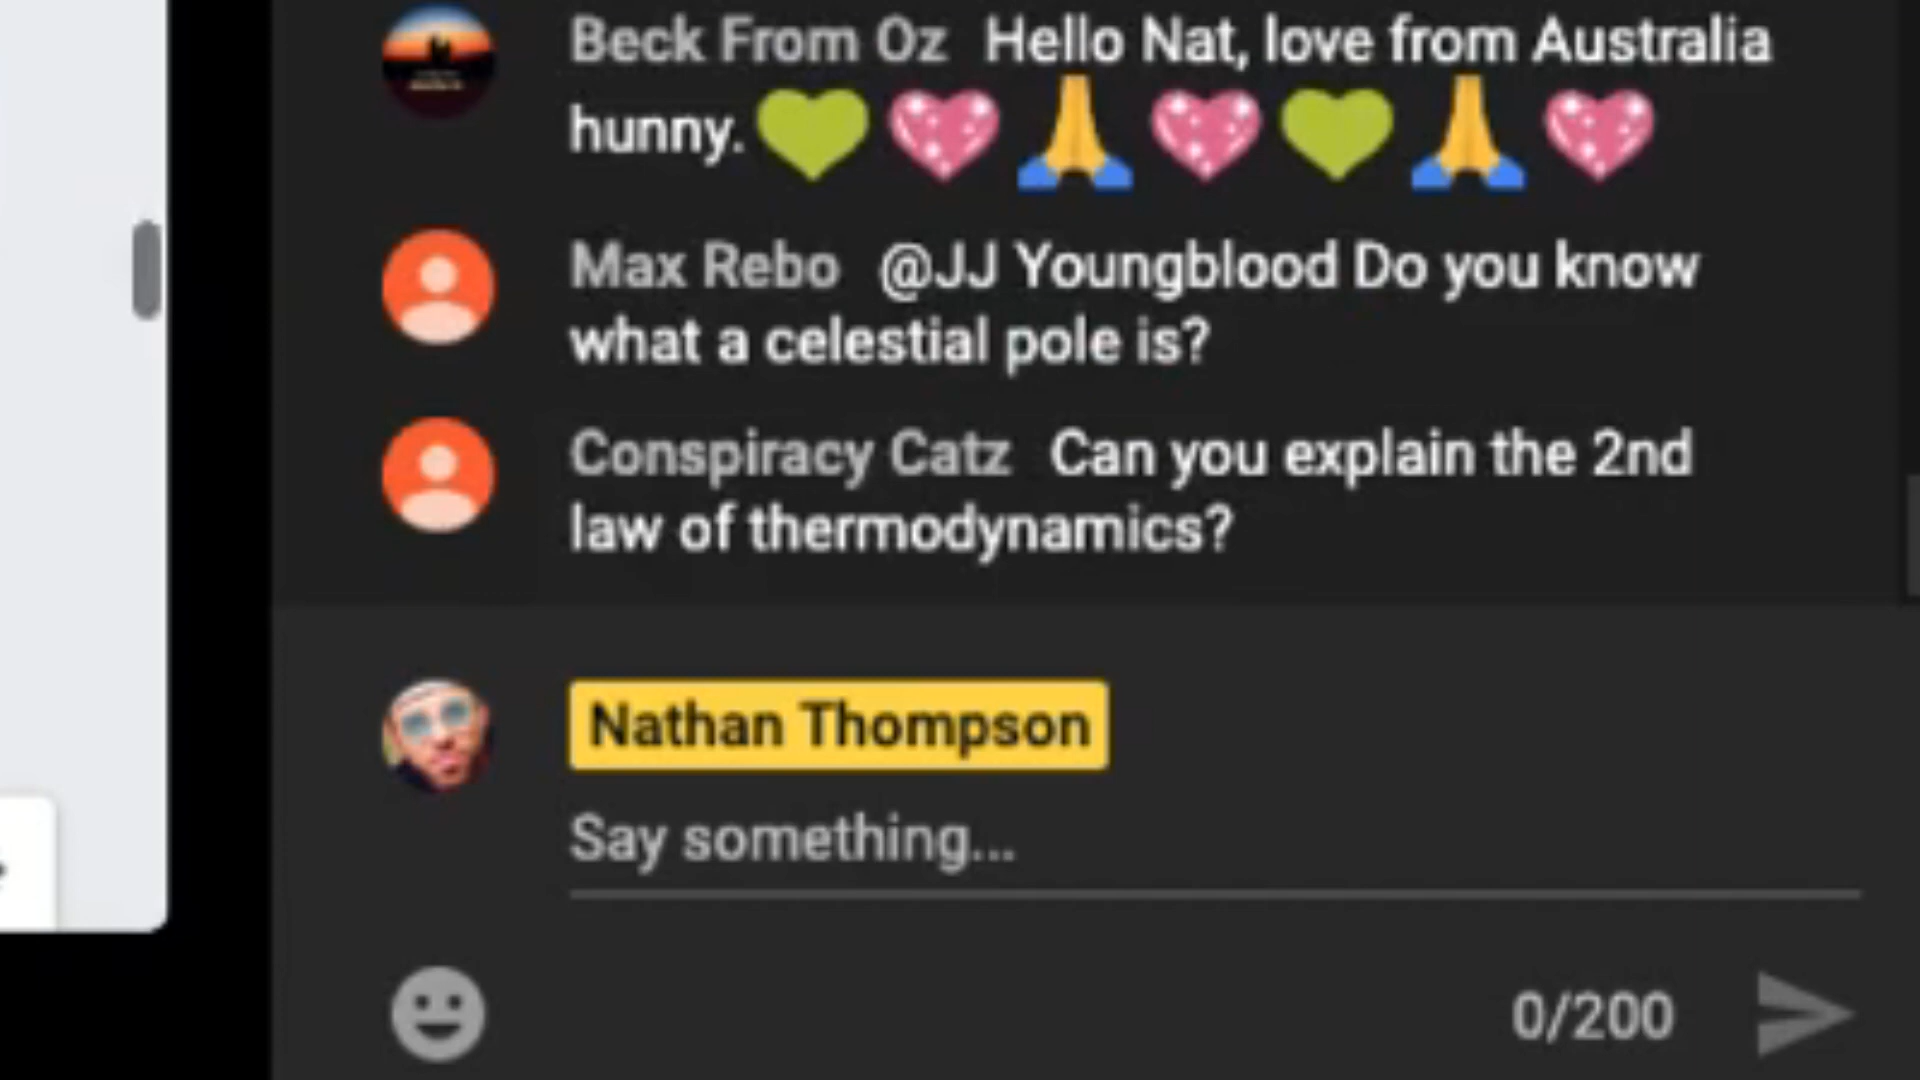 Beck From Oz Hello Nat, love from Australia
hunny. 💚💖🙏💖💚🙏💖
Max Rebo @JJ Youngblood Do you know
what a celestial pole is?
Conspiracy Catz Can you explain the 2nd
law of thermodynamics?
Nathan Thompson
Say something...
0/200